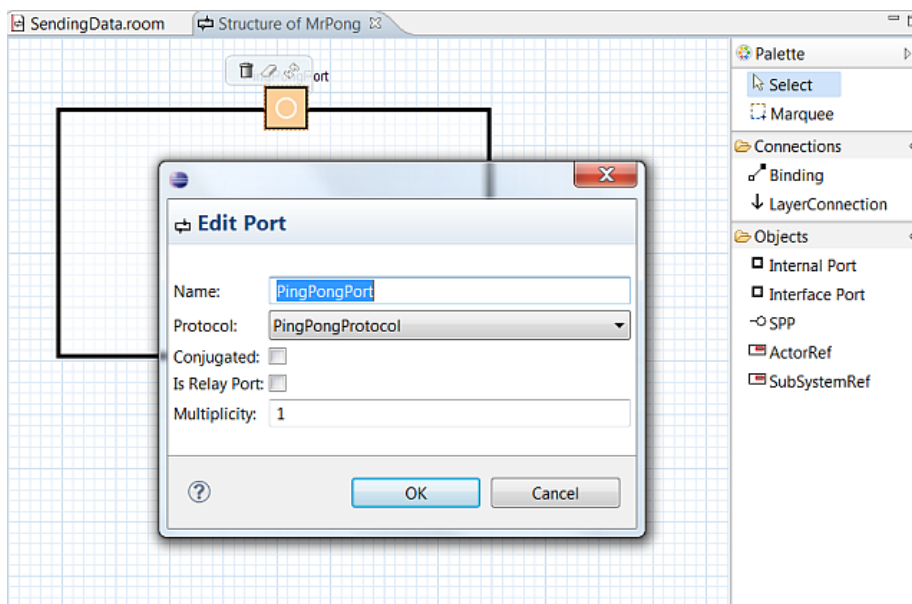 SendingData.room
Structure of MrPong
Palette
Select
Marquee
Connections
Binding
LayerConnection
Objects
Internal Port
Interface Port
SPP
ActorRef
SubSystemRef
Edit Port
Name: PingPongPort
Protocol: PingPongProtocol
Conjugated:
Is Relay Port:
Multiplicity: 1
?
OK
Cancel